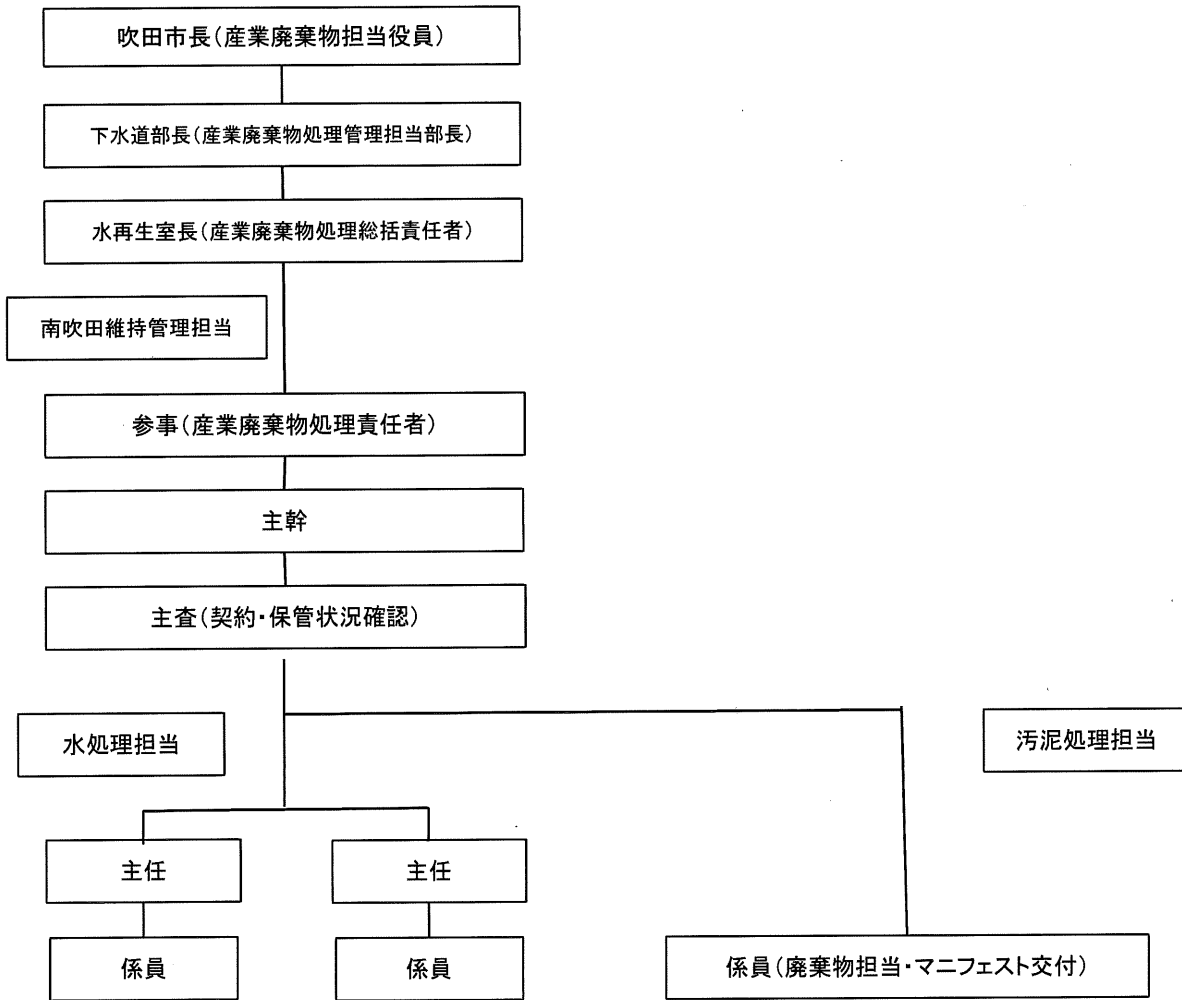 吹田市長(産業廃棄物担当役員)
下水道部長(産業廃棄物処理管理担当部長)
水再生室長(産業廃棄物処理総括責任者)
南吹田維持管理担当
参事(産業廃棄物処理責任者)
主幹
主査(契約・保管状況確認)
水処理担当
汚泥処理担当
主任
主任
係員
係員
係員(廃棄物担当・マニフェスト交付)